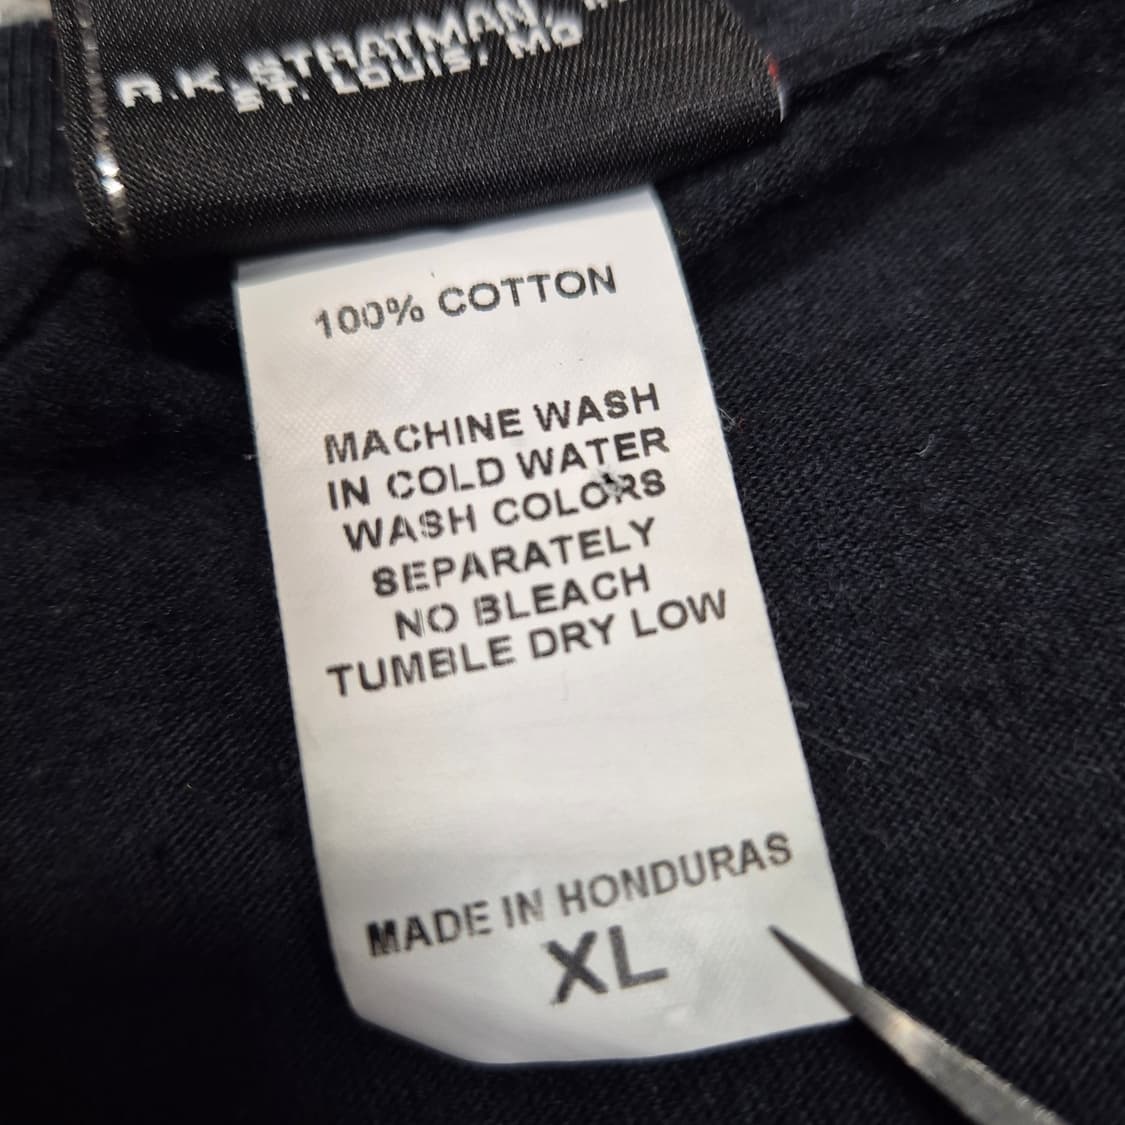 R.K. STRATMAN,
ST. LOUIS, MO
100% COTTON
MACHINE WASH
IN COLD WATER
WASH COLORS
SEPARATELY
NO BLEACH
TUMBLE DRY LOW
MADE IN HONDURAS
XL